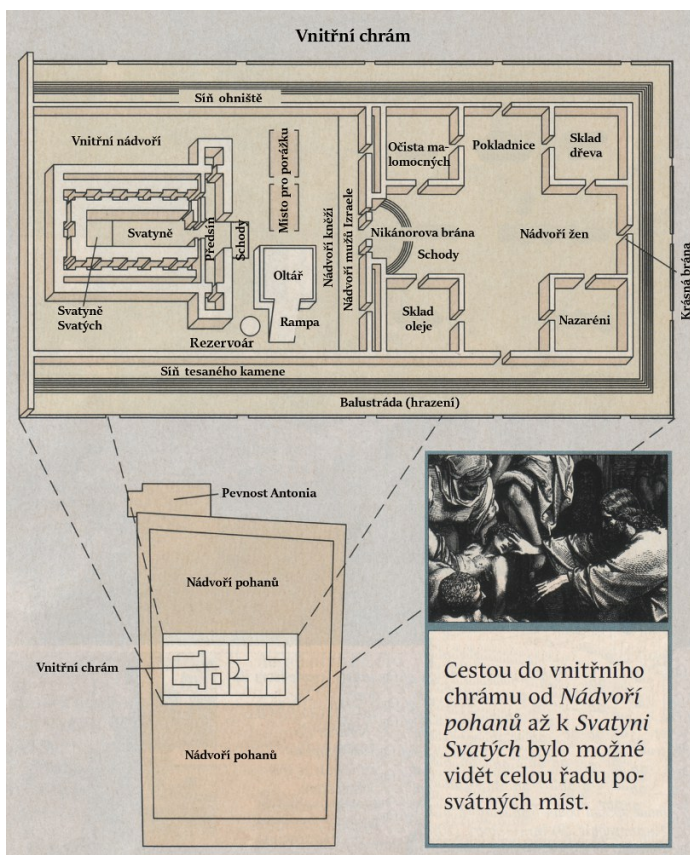 Vnitřní chrám
Síň ohniště
Vnitřní nádvoří
Místo pro porážku
Očista ma-
lomocných
Pokladnice
Sklad
dřeva
Svatyně
Předsíň
Schody
Nádvoří kněží
Nádvoří mužů Izraele
Nikánorova brána
Schody
Nádvoří žen
Krásná brána
Oltář
Svatyně
Svatých
Rampa
Rezervoár
Sklad
oleje
Nazaréni
Síň tesaného kamene
Balustráda (hrazení)
Pevnost Antonia
Nádvoří pohanů
Vnitřní chrám
Nádvoří pohanů
Cestou do vnitřního
chrámu od Nádvoří
pohanů až k Svatyni
Svatých bylo možné
vidět celou řadu po-
svátných míst.